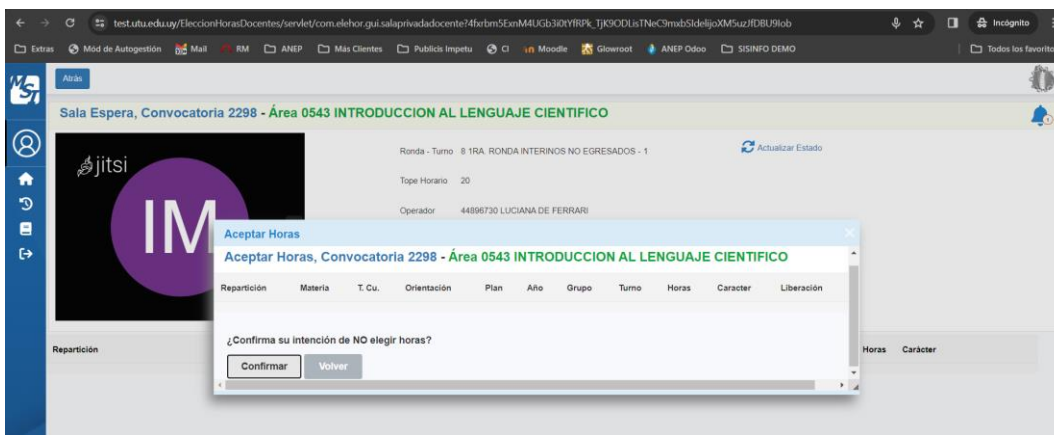 test.utu.edu.uy/EleccionHorasDocentes/servlet/com.elehor.gui.salaprivadadocente?4fxrbm5ExnM4UGb3i0tYfRPk_TjK9ODLisTNeC9mxbSIdelijoXM5uzJfDBU9Iob Incógnito
Extras Mód de Autogestión Mail RM ANEP Más Clientes Publicis Impetu CI Moodle Glowroot ANEP Odoo SISINFO DEMO Todos los favorito
Atrás
Sala Espera, Convocatoria 2298 - Área 0543 INTRODUCCION AL LENGUAJE CIENTIFICO
jitsi
IM
Ronda - Turno 8 1RA. RONDA INTERINOS NO EGRESADOS - 1
Actualizar Estado
Tope Horario 20
Operador 44896730 LUCIANA DE FERRARI
Aceptar Horas
Aceptar Horas, Convocatoria 2298 - Área 0543 INTRODUCCION AL LENGUAJE CIENTIFICO
Repartición Materia T. Cu. Orientación Plan Año Grupo Turno Horas Caracter Liberación
¿Confirma su intención de NO elegir horas?
Confirmar Volver
Repartición Horas Carácter